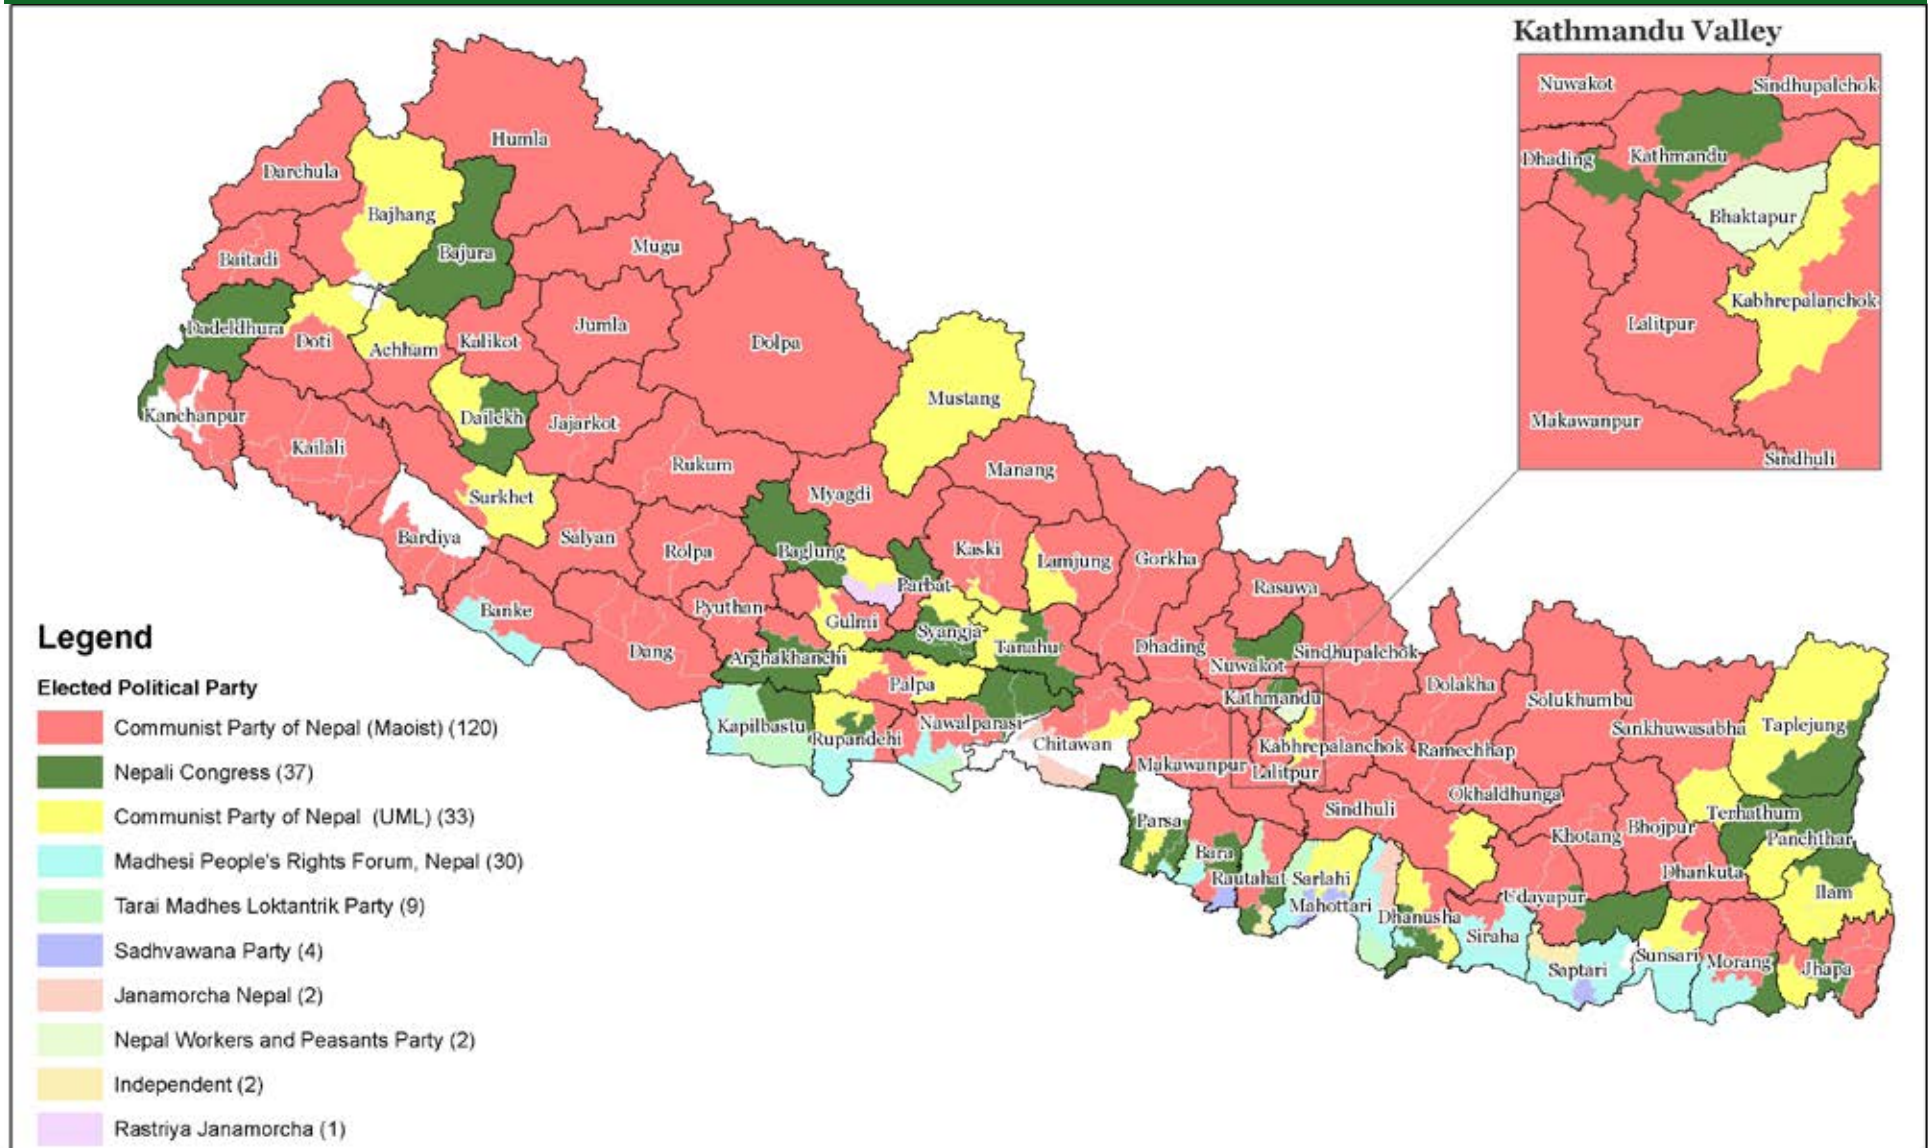 Kathmandu Valley
Nuwakot
Sindhupalchok
Dhading
Kathmandu
Bhaktapur
Kabhrepalanchok
Lalitpur
Makawanpur
Sindhuli
Humla
Darchula
Bajhang
Baitadi
Bajura
Mugu
Dadeldhura
Doti
Achham
Kalikot
Jumla
Dolpa
Mustang
Kanchanpur
Kailali
Dailekh
Jajarkot
Rukum
Manang
Surkhet
Myagdi
Bardiya
Salyan
Rolpa
Baglung
Kaski
Lamjung
Gorkha
Parbat
Rasuwa
Banke
Pyuthan
Gulmi
Syangja
Tanahu
Dhading
Dang
Arghakhanchi
Nuwakot
Sindhupalchok
Palpa
Dolakha
Kathmandu
Solukhumbu
Kapilbastu
Rupandehi
Nawalparasi
Chitawan
Sankhuwasabha
Taplejung
Kabhrepalanchok
Ramechhap
Makawanpur
Lalitpur
Okhaldhunga
Sindhuli
Parsa
Khotang
Bhojpur
Terhathum
Panchthar
Bara
Rautahat
Sarlahi
Dhankuta
Ilam
Mahottari
Dhanusha
Udayapur
Siraha
Saptari
Sunsari
Morang
Jhapa
Legend
Elected Political Party
Communist Party of Nepal (Maoist) (120)
Nepali Congress (37)
Communist Party of Nepal (UML) (33)
Madhesi People's Rights Forum, Nepal (30)
Tarai Madhes Loktantrik Party (9)
Sadhvawana Party (4)
Janamorcha Nepal (2)
Nepal Workers and Peasants Party (2)
Independent (2)
Rastriya Janamorcha (1)